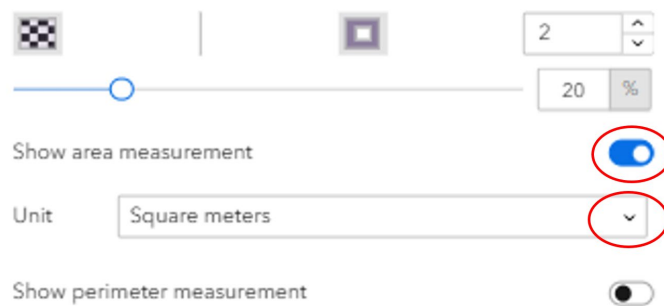 2
20 %
Show area measurement
Unit Square meters
Show perimeter measurement